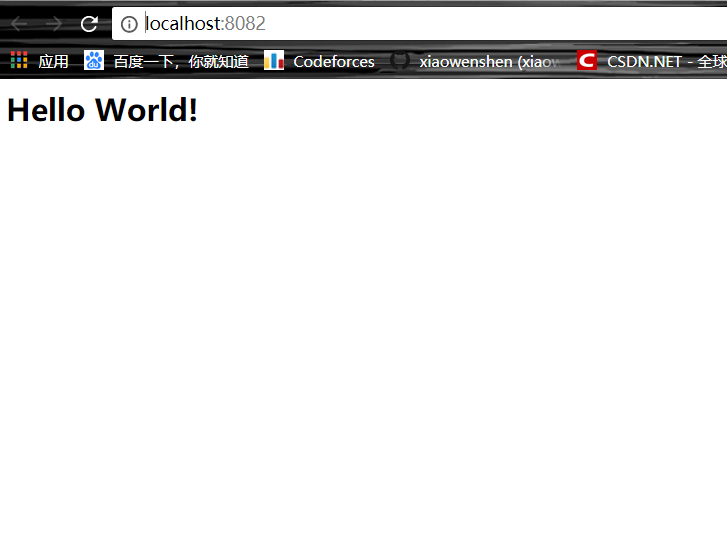 localhost:8082
应用 百度一下，你就知道 Codeforces xiaowenshen (xiaow CSDN.NET - 全球
Hello World!